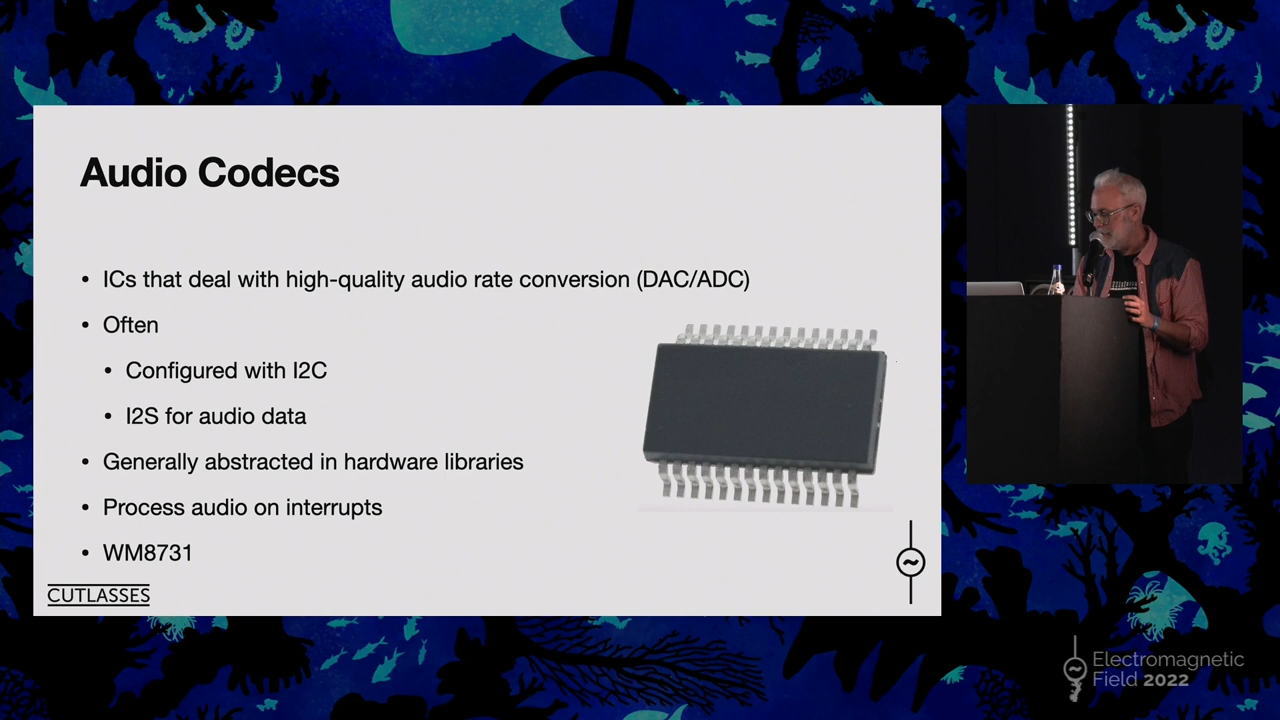 Audio Codecs
• ICs that deal with high-quality audio rate conversion (DAC/ADC)
• Often
• Configured with I2C
• I2S for audio data
• Generally abstracted in hardware libraries
• Process audio on interrupts
• WM8731
CUTLASSES
Electromagnetic
Field 2022